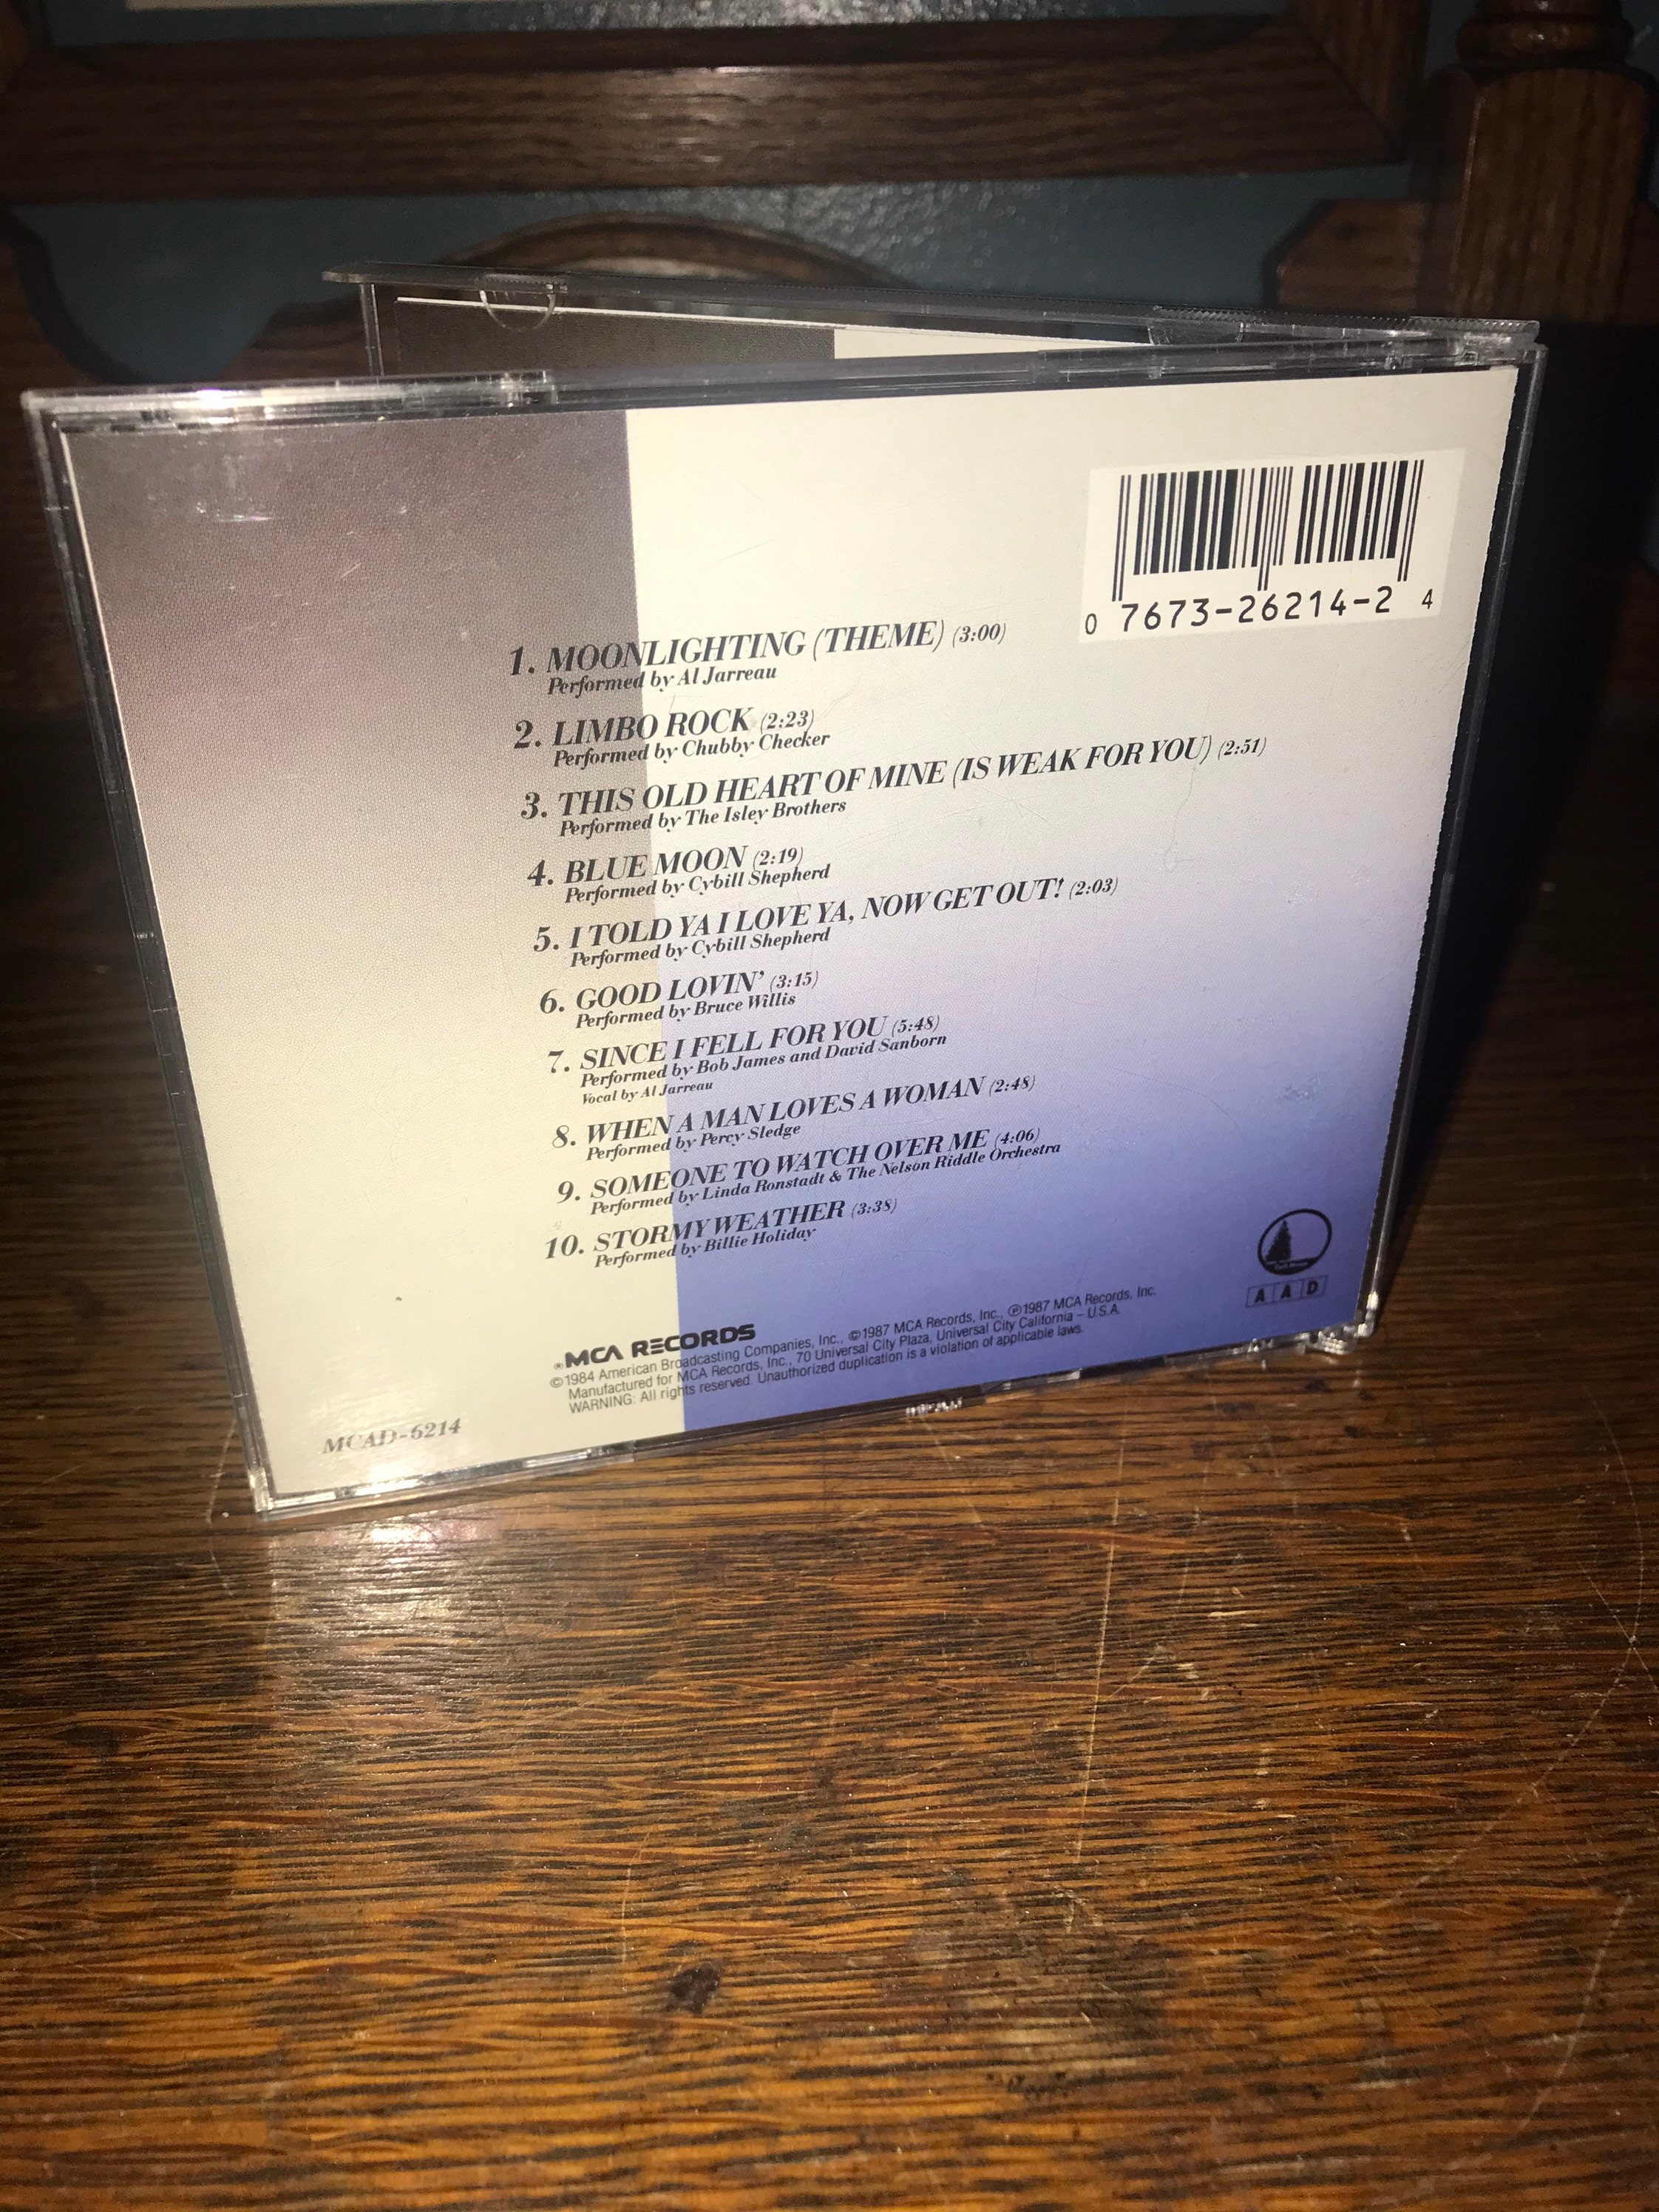 0 7673-26214-2 4
1. MOONLIGHTING (THEME) (3:00)
Performed by Al Jarreau
2. LIMBO ROCK (2:23)
Performed by Chubby Checker
3. THIS OLD HEART OF MINE (IS WEAK FOR YOU) (2:51)
Performed by The Isley Brothers
4. BLUE MOON (2:19)
Performed by Cybill Shepherd
5. I TOLD YA I LOVE YA, NOW GET OUT! (2:03)
Performed by Cybill Shepherd
6. GOOD LOVIN' (3:15)
Performed by Bruce Willis
7. SINCE I FELL FOR YOU (5:48)
Performed by Bob James and David Sanborn
Vocal by Al Jarreau
8. WHEN A MAN LOVES A WOMAN (2:48)
Performed by Percy Sledge
9. SOMEONE TO WATCH OVER ME (4:06)
Performed by Linda Ronstadt & The Nelson Riddle Orchestra
10. STORMY WEATHER (3:38)
Performed by Billie Holiday
AAD
MCA RECORDS
©1984 American Broadcasting Companies, Inc., ©1987 MCA Records, Inc., ℗1987 MCA Records, Inc.
Manufactured for MCA Records, Inc., 70 Universal City Plaza, Universal City California – U.S.A.
WARNING: All rights reserved. Unauthorized duplication is a violation of applicable laws.
MCAD-6214